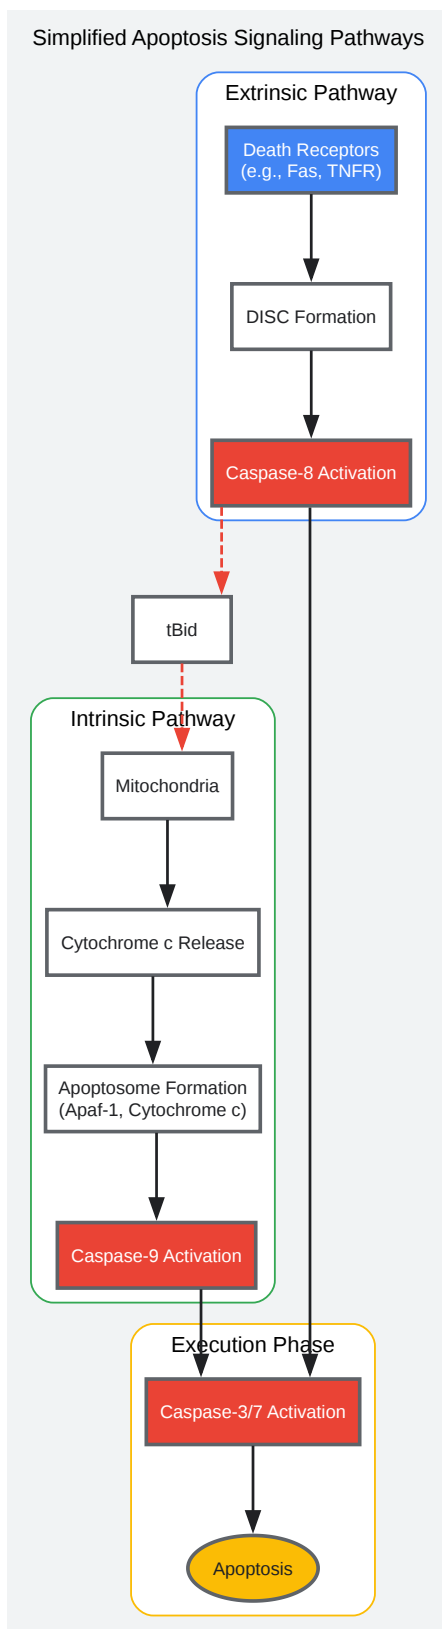 Simplified Apoptosis Signaling Pathways
Extrinsic Pathway
Death Receptors
(e.g., Fas, TNFR)
DISC Formation
Caspase-8 Activation
tBid
Intrinsic Pathway
Mitochondria
Cytochrome c Release
Apoptosome Formation
(Apaf-1, Cytochrome c)
Caspase-9 Activation
Execution Phase
Caspase-3/7 Activation
Apoptosis